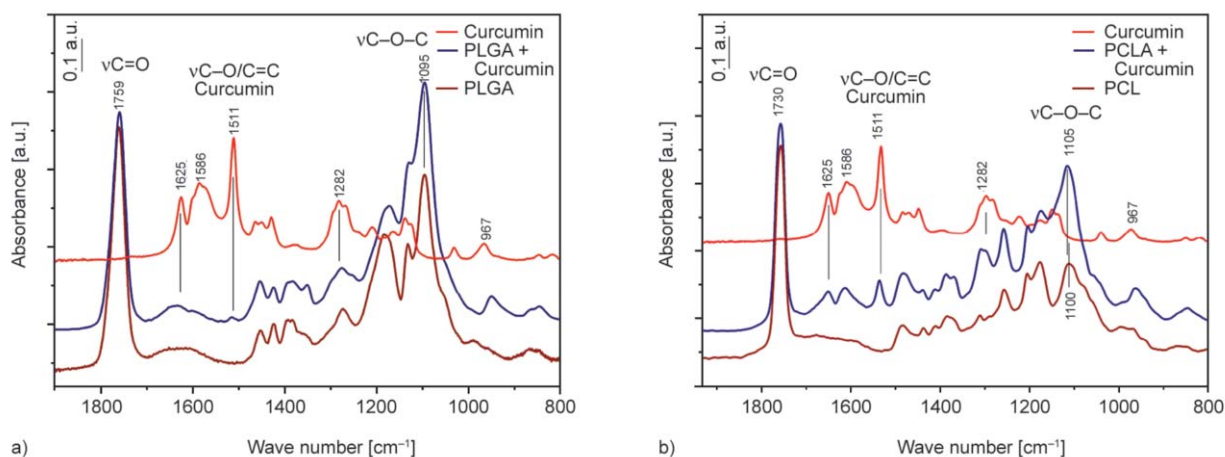 0.1 a.u.
νC=O
1759
νC–O/C=C
Curcumin
1625
1586
1511
1282
νC–O–C
1095
967
Curcumin
PLGA +
Curcumin
PLGA
Absorbance [a.u.]
1800
1600
1400
1200
1000
800
Wave number [cm⁻¹]
a)
0.1 a.u.
νC=O
1730
νC–O/C=C
Curcumin
1625
1586
1511
1282
νC–O–C
1105
1100
967
Curcumin
PCLA +
Curcumin
PCL
Absorbance [a.u.]
1800
1600
1400
1200
1000
800
Wave number [cm⁻¹]
b)